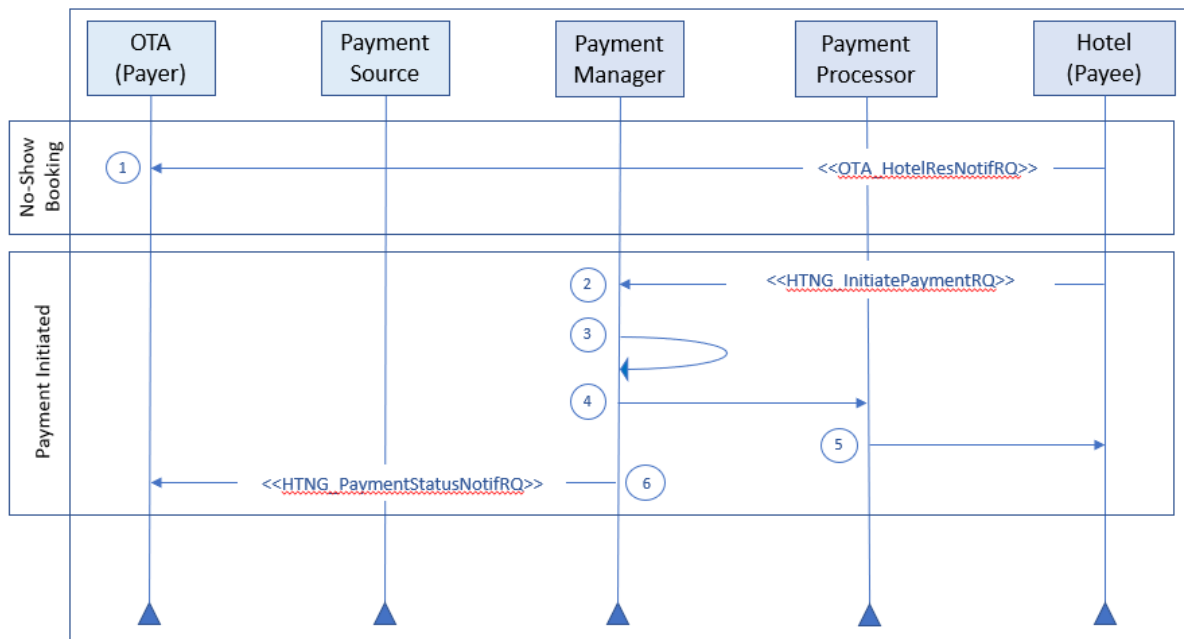 OTA
(Payer)
Payment
Source
Payment
Manager
Payment
Processor
Hotel
(Payee)
No-Show
Booking
1
<<OTA_HotelResNotifRQ>>
Payment Initiated
2
<<HTNG_InitiatePaymentRQ>>
3
4
5
<<HTNG_PaymentStatusNotifRQ>>
6